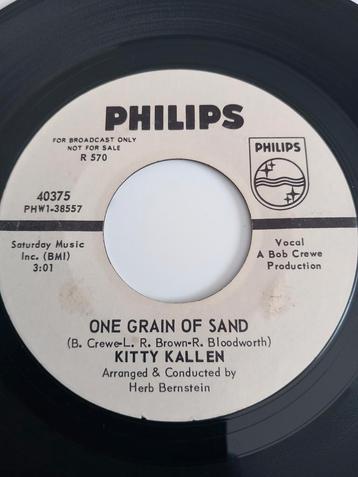 PHILIPS
FOR BROADCAST ONLY
NOT FOR SALE
R 570
PHILIPS
40375
PHW1-38557
Saturday Music
Inc. (BMI)
3:01
Vocal
A Bob Crewe
Production
ONE GRAIN OF SAND
(B. Crewe-L. R. Brown-R. Bloodworth)
KITTY KALLEN
Arranged & Conducted by
Herb Bernstein